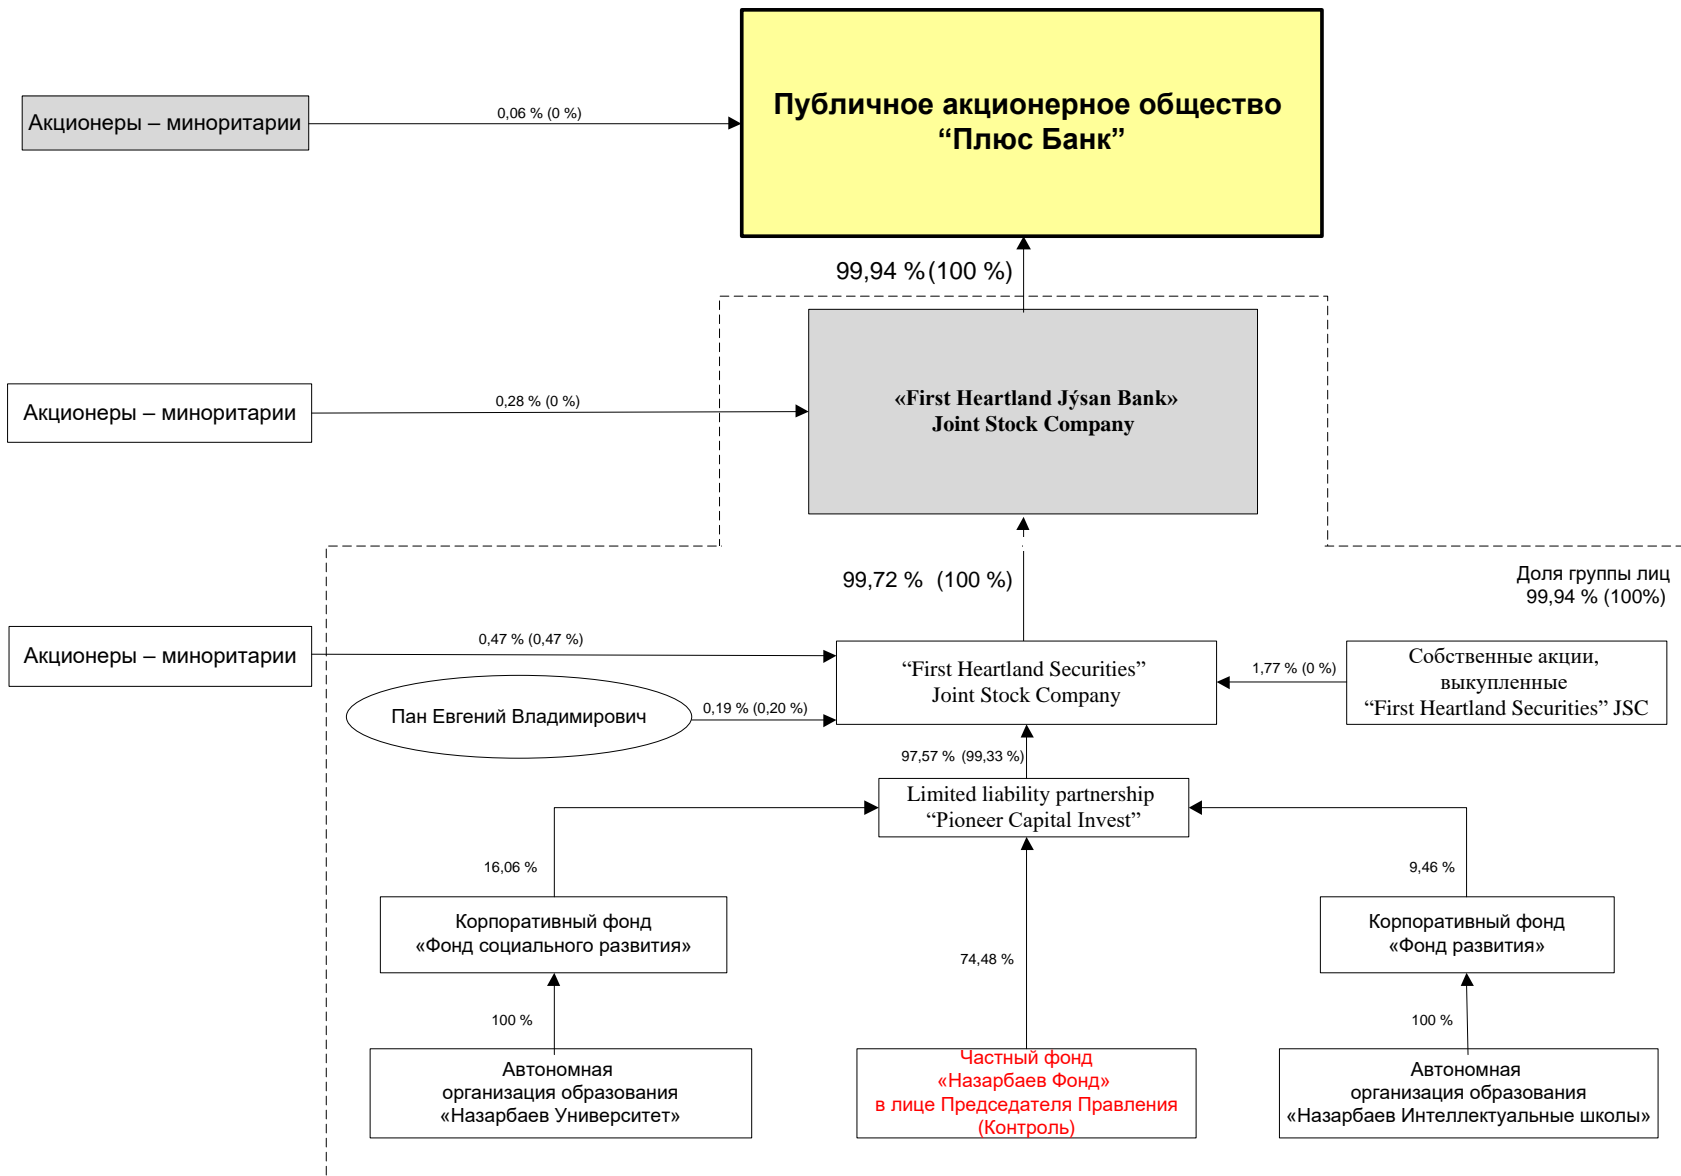 Публичное акционерное общество
“Плюс Банк”
Акционеры – миноритарии
0,06 % (0 %)
99,94 % (100 %)
«First Heartland Jýsan Bank»
Joint Stock Company
Акционеры – миноритарии
0,28 % (0 %)
99,72 % (100 %)
Доля группы лиц
99,94 % (100%)
Акционеры – миноритарии
0,47 % (0,47 %)
“First Heartland Securities”
Joint Stock Company
1,77 % (0 %)
Собственные акции,
выкупленные
“First Heartland Securities” JSC
Пан Евгений Владимирович
0,19 % (0,20 %)
97,57 % (99,33 %)
Limited liability partnership
“Pioneer Capital Invest”
16,06 %
9,46 %
Корпоративный фонд
«Фонд социального развития»
74,48 %
Корпоративный фонд
«Фонд развития»
100 %
100 %
Автономная
организация образования
«Назарбаев Университет»
Частный фонд
«Назарбаев Фонд»
в лице Председателя Правления
(Контроль)
Автономная
организация образования
«Назарбаев Интеллектуальные школы»